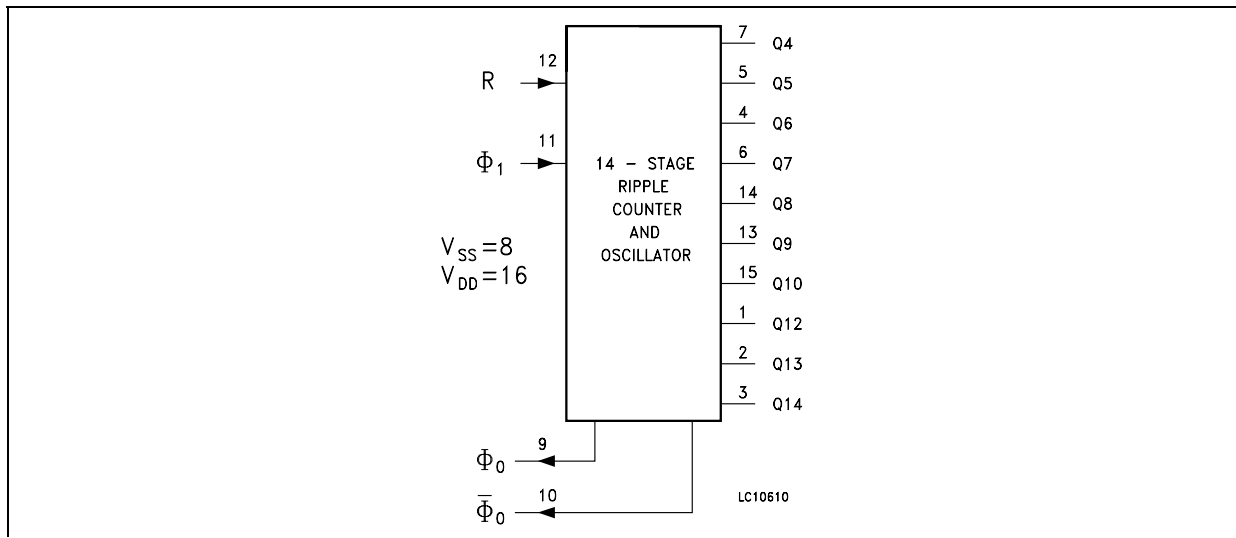 7 Q4
12
R
5 Q5
4 Q6
11
Φ1
6 Q7
14 – STAGE
RIPPLE
COUNTER
AND
OSCILLATOR
14 Q8
13 Q9
VSS=8
VDD=16
15 Q10
1 Q12
2 Q13
3 Q14
9
Φ0
10
Φ̅0
LC10610